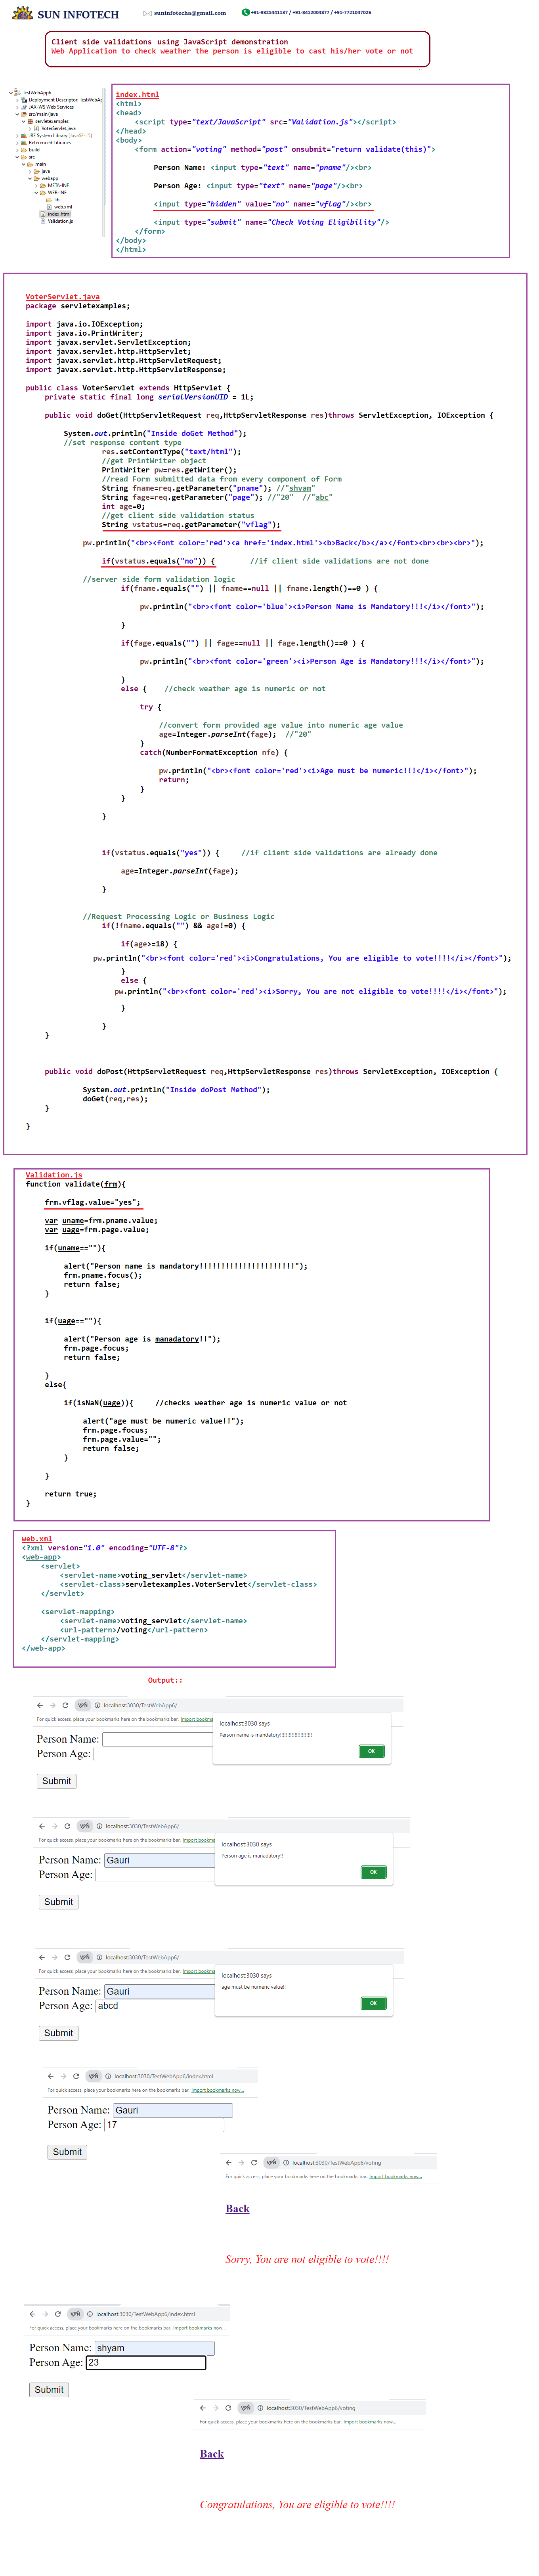 SUN INFOTECH
suninfotechs@gmail.com
+91-9325441137 / +91-8412004877 / +91-7721047026
Client side validations using JavaScript demonstration
Web Application to check weather the person is eligible to cast his/her vote or not
TestWebApp6
Deployment Descriptor: TestWebAp
JAX-WS Web Services
src/main/java
servletexamples
VoterServlet.java
JRE System Library [JavaSE-15]
Referenced Libraries
build
src
main
java
webapp
META-INF
WEB-INF
lib
web.xml
index.html
Validation.js
index.html
<html>
<head>
<script type="text/JavaScript" src="Validation.js"></script>
</head>
<body>
<form action="voting" method="post" onsubmit="return validate(this)">
Person Name: <input type="text" name="pname"/><br>
Person Age: <input type="text" name="page"/><br>
<input type="hidden" value="no" name="vflag"/><br>
<input type="submit" name="Check Voting Eligibility"/>
</form>
</body>
</html>
VoterServlet.java
package servletexamples;
import java.io.IOException;
import java.io.PrintWriter;
import javax.servlet.ServletException;
import javax.servlet.http.HttpServlet;
import javax.servlet.http.HttpServletRequest;
import javax.servlet.http.HttpServletResponse;
public class VoterServlet extends HttpServlet {
private static final long serialVersionUID = 1L;
public void doGet(HttpServletRequest req,HttpServletResponse res)throws ServletException, IOException {
System.out.println("Inside doGet Method");
//set response content type
res.setContentType("text/html");
//get PrintWriter object
PrintWriter pw=res.getWriter();
//read Form submitted data from every component of Form
String fname=req.getParameter("pname"); //"shyam"
String fage=req.getParameter("page"); //"20" //"abc"
int age=0;
//get client side validation status
String vstatus=req.getParameter("vflag");
pw.println("<br><font color='red'><a href='index.html'><b>Back</b></a></font><br><br><br>");
if(vstatus.equals("no")) { //if client side validations are not done
//server side form validation logic
if(fname.equals("") || fname==null || fname.length()==0 ) {
pw.println("<br><font color='blue'><i>Person Name is Mandatory!!!</i></font>");
}
if(fage.equals("") || fage==null || fage.length()==0 ) {
pw.println("<br><font color='green'><i>Person Age is Mandatory!!!</i></font>");
}
else { //check weather age is numeric or not
try {
//convert form provided age value into numeric age value
age=Integer.parseInt(fage); //"20"
}
catch(NumberFormatException nfe) {
pw.println("<br><font color='red'><i>Age must be numeric!!!</i></font>");
return;
}
}
}
if(vstatus.equals("yes")) { //if client side validations are already done
age=Integer.parseInt(fage);
}
//Request Processing Logic or Business Logic
if(!fname.equals("") && age!=0) {
if(age>=18) {
pw.println("<br><font color='red'><i>Congratulations, You are eligible to vote!!!!</i></font>");
}
else {
pw.println("<br><font color='red'><i>Sorry, You are not eligible to vote!!!!</i></font>");
}
}
}
public void doPost(HttpServletRequest req,HttpServletResponse res)throws ServletException, IOException {
System.out.println("Inside doPost Method");
doGet(req,res);
}
}
Validation.js
function validate(frm){
frm.vflag.value="yes";
var uname=frm.pname.value;
var uage=frm.page.value;
if(uname==""){
alert("Person name is mandatory!!!!!!!!!!!!!!!!!!!!!!");
frm.pname.focus();
return false;
}
if(uage==""){
alert("Person age is manadatory!!");
frm.page.focus;
return false;
}
else{
if(isNaN(uage)){ //checks weather age is numeric value or not
alert("age must be numeric value!!");
frm.page.focus;
frm.page.value="";
return false;
}
}
return true;
}
web.xml
<?xml version="1.0" encoding="UTF-8"?>
<web-app>
<servlet>
<servlet-name>voting_servlet</servlet-name>
<servlet-class>servletexamples.VoterServlet</servlet-class>
</servlet>
<servlet-mapping>
<servlet-name>voting_servlet</servlet-name>
<url-pattern>/voting</url-pattern>
</servlet-mapping>
</web-app>
Output::
VPN localhost:3030/TestWebApp6/
For quick access, place your bookmarks here on the bookmarks bar. Import bookma
localhost:3030 says
Person name is mandatory!!!!!!!!!!!!!!!!!!!!!!
OK
Person Name:
Person Age:
Submit
VPN localhost:3030/TestWebApp6/
For quick access, place your bookmarks here on the bookmarks bar. Import bookma
localhost:3030 says
Person age is manadatory!!
OK
Person Name: Gauri
Person Age:
Submit
VPN localhost:3030/TestWebApp6/
For quick access, place your bookmarks here on the bookmarks bar. Import bookma
localhost:3030 says
age must be numeric value!!
OK
Person Name: Gauri
Person Age: abcd
Submit
VPN localhost:3030/TestWebApp6/index.html
For quick access, place your bookmarks here on the bookmarks bar. Import bookmarks now...
Person Name: Gauri
Person Age: 17
Submit
VPN localhost:3030/TestWebApp6/voting
For quick access, place your bookmarks here on the bookmarks bar. Import bookmarks now...
Back
Sorry, You are not eligible to vote!!!!
VPN localhost:3030/TestWebApp6/index.html
For quick access, place your bookmarks here on the bookmarks bar. Import bookmarks now...
Person Name: shyam
Person Age: 23
Submit
VPN localhost:3030/TestWebApp6/voting
For quick access, place your bookmarks here on the bookmarks bar. Import bookmarks now...
Back
Congratulations, You are eligible to vote!!!!